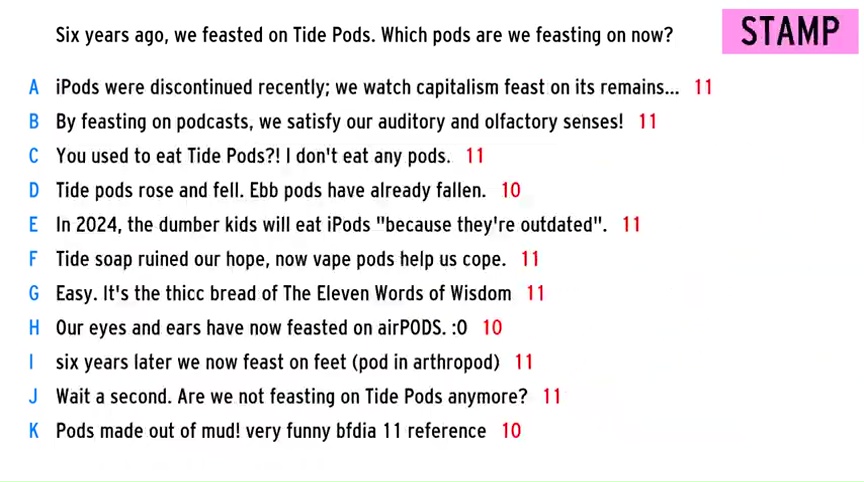 Six years ago, we feasted on Tide Pods. Which pods are we feasting on now?
STAMP
A iPods were discontinued recently; we watch capitalism feast on its remains... 11
B By feasting on podcasts, we satisfy our auditory and olfactory senses! 11
C You used to eat Tide Pods?! I don't eat any pods. 11
D Tide pods rose and fell. Ebb pods have already fallen. 10
E In 2024, the dumber kids will eat iPods "because they're outdated". 11
F Tide soap ruined our hope, now vape pods help us cope. 11
G Easy. It's the thicc bread of The Eleven Words of Wisdom 11
H Our eyes and ears have now feasted on airPODS. :0 10
I six years later we now feast on feet (pod in arthropod) 11
J Wait a second. Are we not feasting on Tide Pods anymore? 11
K Pods made out of mud! very funny bfdia 11 reference 10